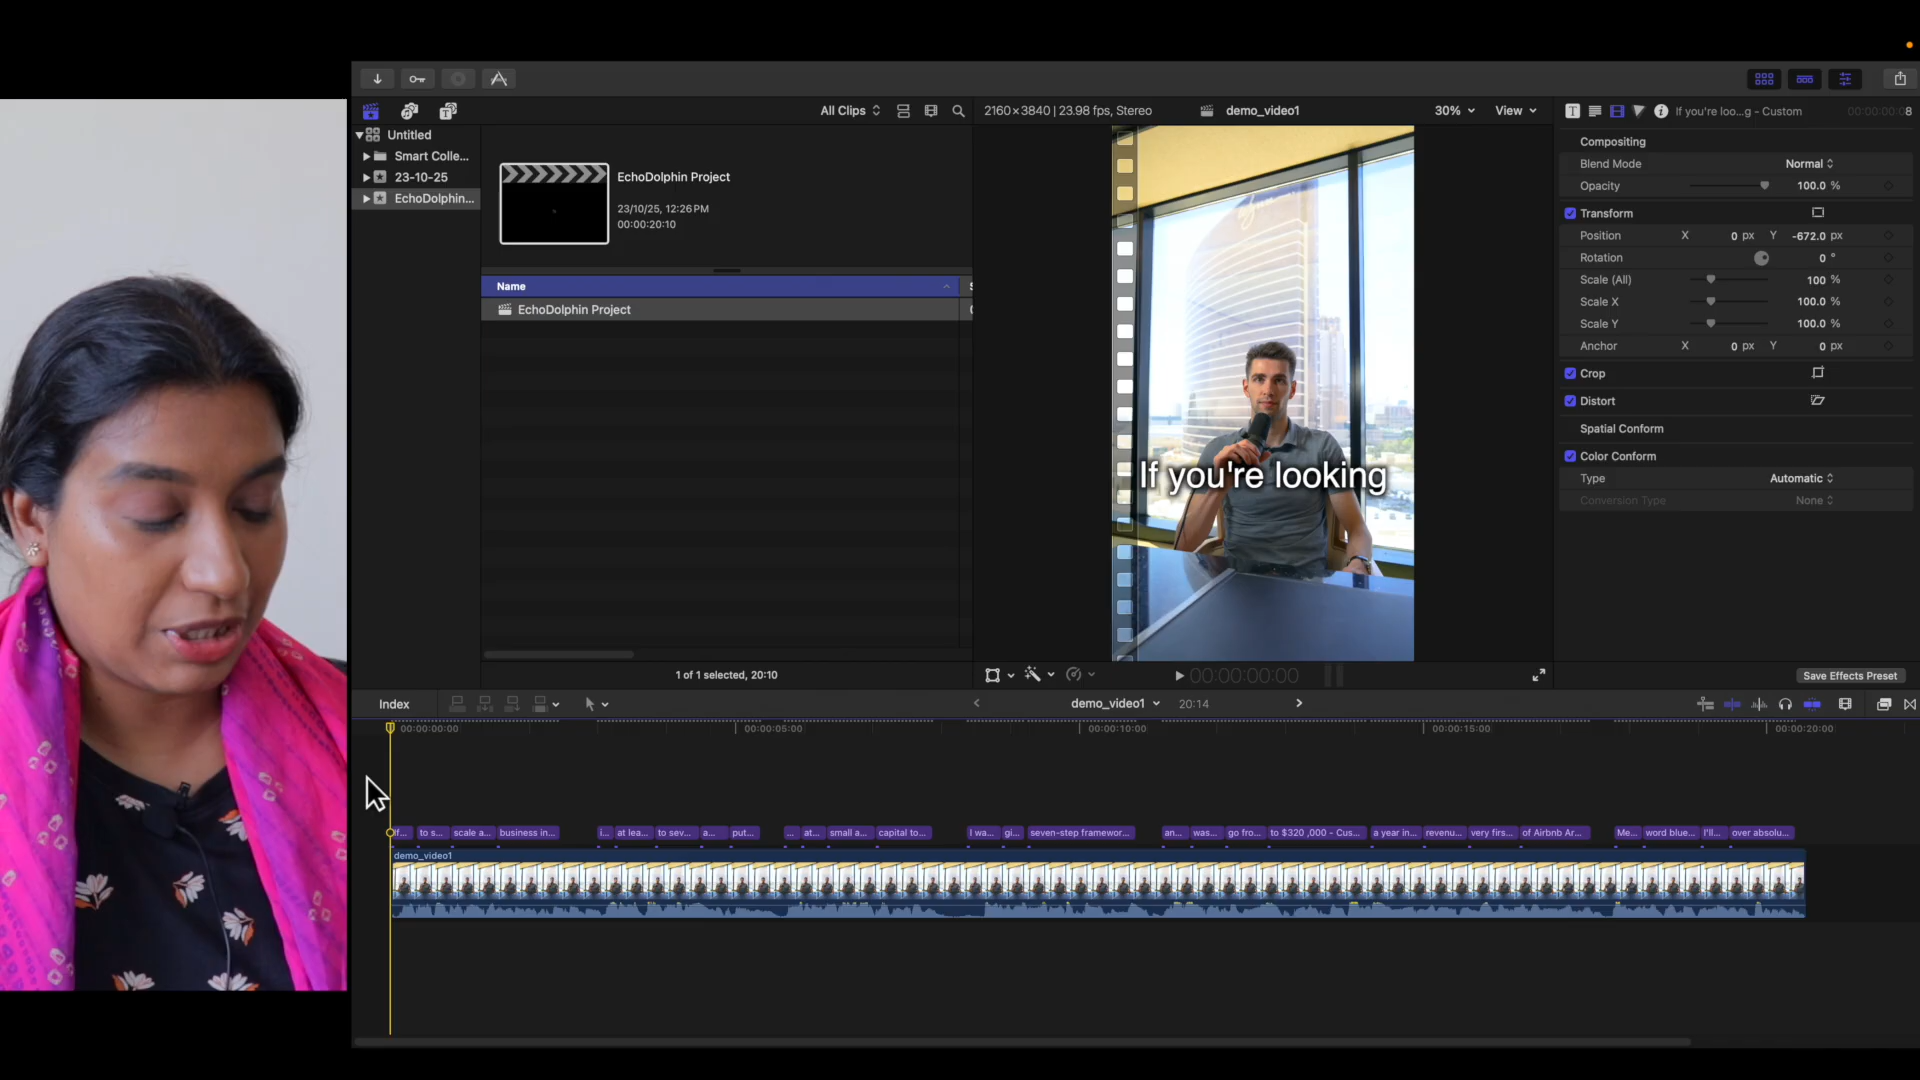 All Clips
2160×3840 | 23.98 fps, Stereo
demo_video1
30%
View
If you're loo...g - Custom
00:00:00:08
Untitled
Smart Colle...
23-10-25
EchoDolphin...
EchoDolphin Project
23/10/25, 12:26 PM
00:00:20:10
Name
EchoDolphin Project
1 of 1 selected, 20:10
If you're looking
00:00:00:00
Compositing
Blend Mode
Normal
Opacity
100.0 %
Transform
Position
X
0 px
Y
-672.0 px
Rotation
0 °
Scale (All)
100 %
Scale X
100.0 %
Scale Y
100.0 %
Anchor
X
0 px
Y
0 px
Crop
Distort
Spatial Conform
Color Conform
Type
Automatic
Conversion Type
None
Save Effects Preset
Index
demo_video1
20:14
00:00:00:00
00:00:05:00
00:00:10:00
00:00:15:00
00:00:20:00
If...
to s...
scale a...
business in...
i...
at lea...
to sev...
a...
put...
...
at...
small a...
capital to...
I wa...
gi...
seven-step framewor...
an...
was...
go fro...
to $320 ,000 - Cus...
a year in...
revenu...
very firs...
of Airbnb Ar...
Me...
word blue...
I'll...
over absolu...
demo_video1